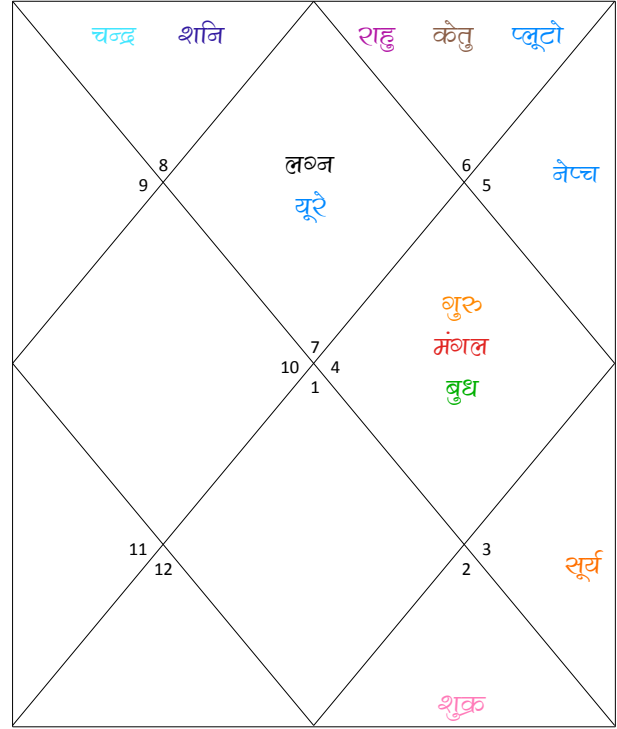 चन्द्र शनि राहु केतु प्लूटो
8 लग्न 6
9 5 नेप्च
यूरे
गुरु
7 मंगल
10 4
1 बुध
11 3
12 2 सूर्य
शुक्र